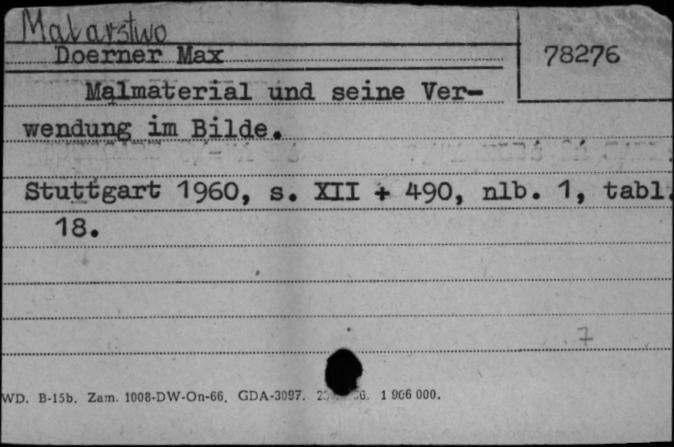 Malarstwo
Doerner Max
78276
Malmaterial und seine Ver-
wendung im Bilde.
Stuttgart 1960, s. XII + 490, nlb. 1, tabl.
18.
7
WD. B-15b. Zam. 1008-DW-On-66. GDA-3097. 1 906 000.